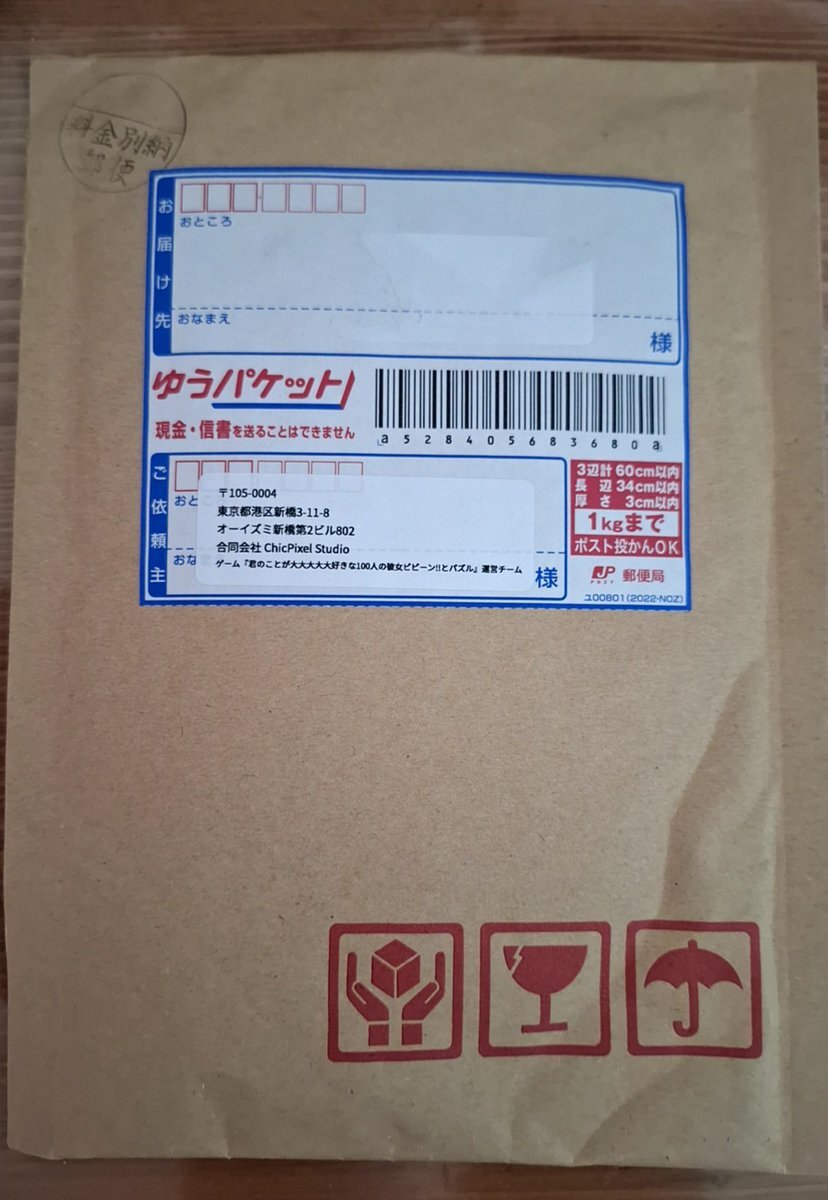 料金別納
郵便
お届け先
おところ
おなまえ
様
ゆうパケット
現金・信書を送ることはできません
a528405683680a
ご依頼主
おとこ
〒105-0004
東京都港区新橋3-11-8
オーイズミ新橋第2ビル802
合同会社 ChicPixel Studio
おな
ゲーム『君のことが大大大大大好きな100人の彼女ビビーン!!とパズル』運営チーム
様
3辺計 60cm以内
長辺 34cm以内
厚さ 3cm以内
1kgまで
ポスト投かんOK
JP POST 郵便局
ユ00801(2022-NOZ)